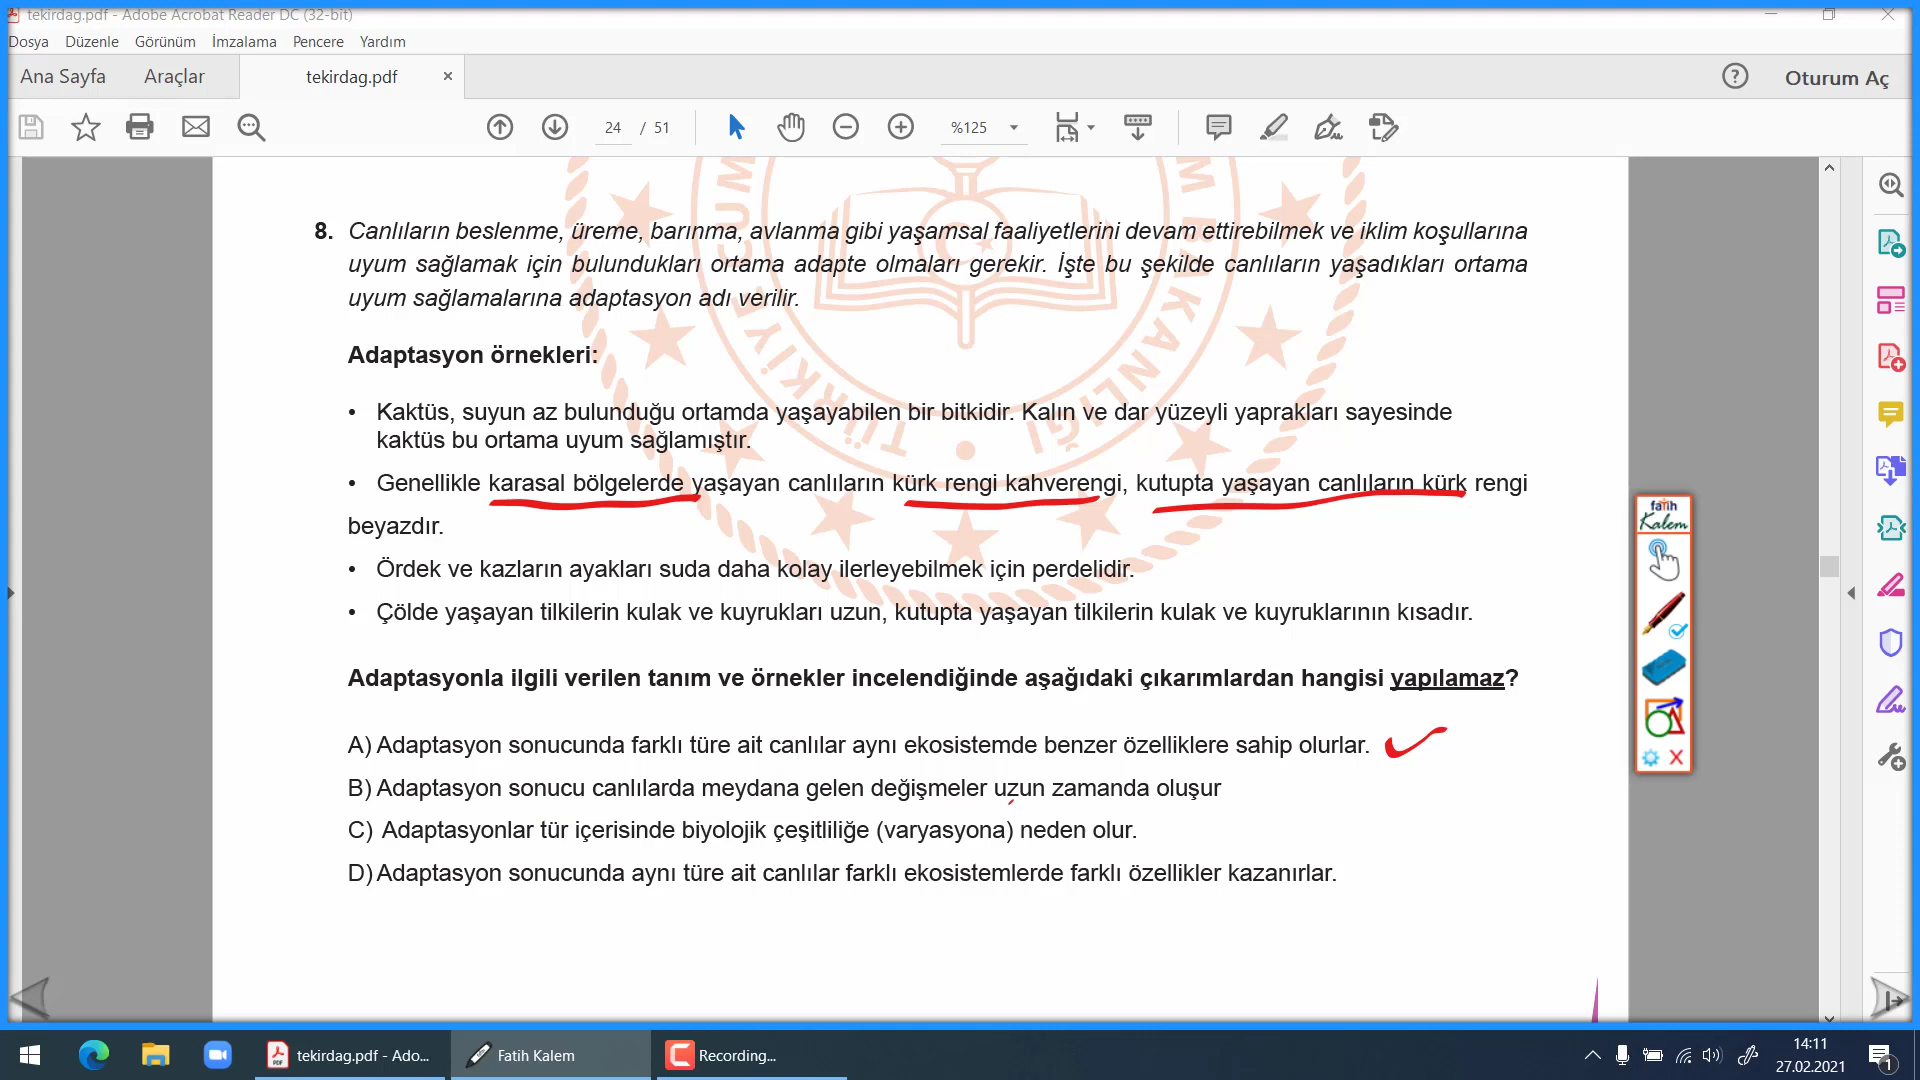 tekirdag.pdf - Adobe Acrobat Reader DC (32-bit)
Dosya Düzenle Görünüm İmzalama Pencere Yardım
Ana Sayfa Araçlar tekirdag.pdf × Oturum Aç
24 / 51 %125
8. Canlıların beslenme, üreme, barınma, avlanma gibi yaşamsal faaliyetlerini devam ettirebilmek ve iklim koşullarına
uyum sağlamak için bulundukları ortama adapte olmaları gerekir. İşte bu şekilde canlıların yaşadıkları ortama
uyum sağlamalarına adaptasyon adı verilir.
Adaptasyon örnekleri:
• Kaktüs, suyun az bulunduğu ortamda yaşayabilen bir bitkidir. Kalın ve dar yüzeyli yaprakları sayesinde
kaktüs bu ortama uyum sağlamıştır.
• Genellikle karasal bölgelerde yaşayan canlıların kürk rengi kahverengi, kutupta yaşayan canlıların kürk rengi
beyazdır.
• Ördek ve kazların ayakları suda daha kolay ilerleyebilmek için perdelidir.
• Çölde yaşayan tilkilerin kulak ve kuyrukları uzun, kutupta yaşayan tilkilerin kulak ve kuyruklarının kısadır.
Adaptasyonla ilgili verilen tanım ve örnekler incelendiğinde aşağıdaki çıkarımlardan hangisi yapılamaz?
A) Adaptasyon sonucunda farklı türe ait canlılar aynı ekosistemde benzer özelliklere sahip olurlar.
B) Adaptasyon sonucu canlılarda meydana gelen değişmeler uzun zamanda oluşur
C) Adaptasyonlar tür içerisinde biyolojik çeşitliliğe (varyasyona) neden olur.
D) Adaptasyon sonucunda aynı türe ait canlılar farklı ekosistemlerde farklı özellikler kazanırlar.
fatih
Kalem
tekirdag.pdf - Ado... Fatih Kalem Recording...
14:11
27.02.2021
1